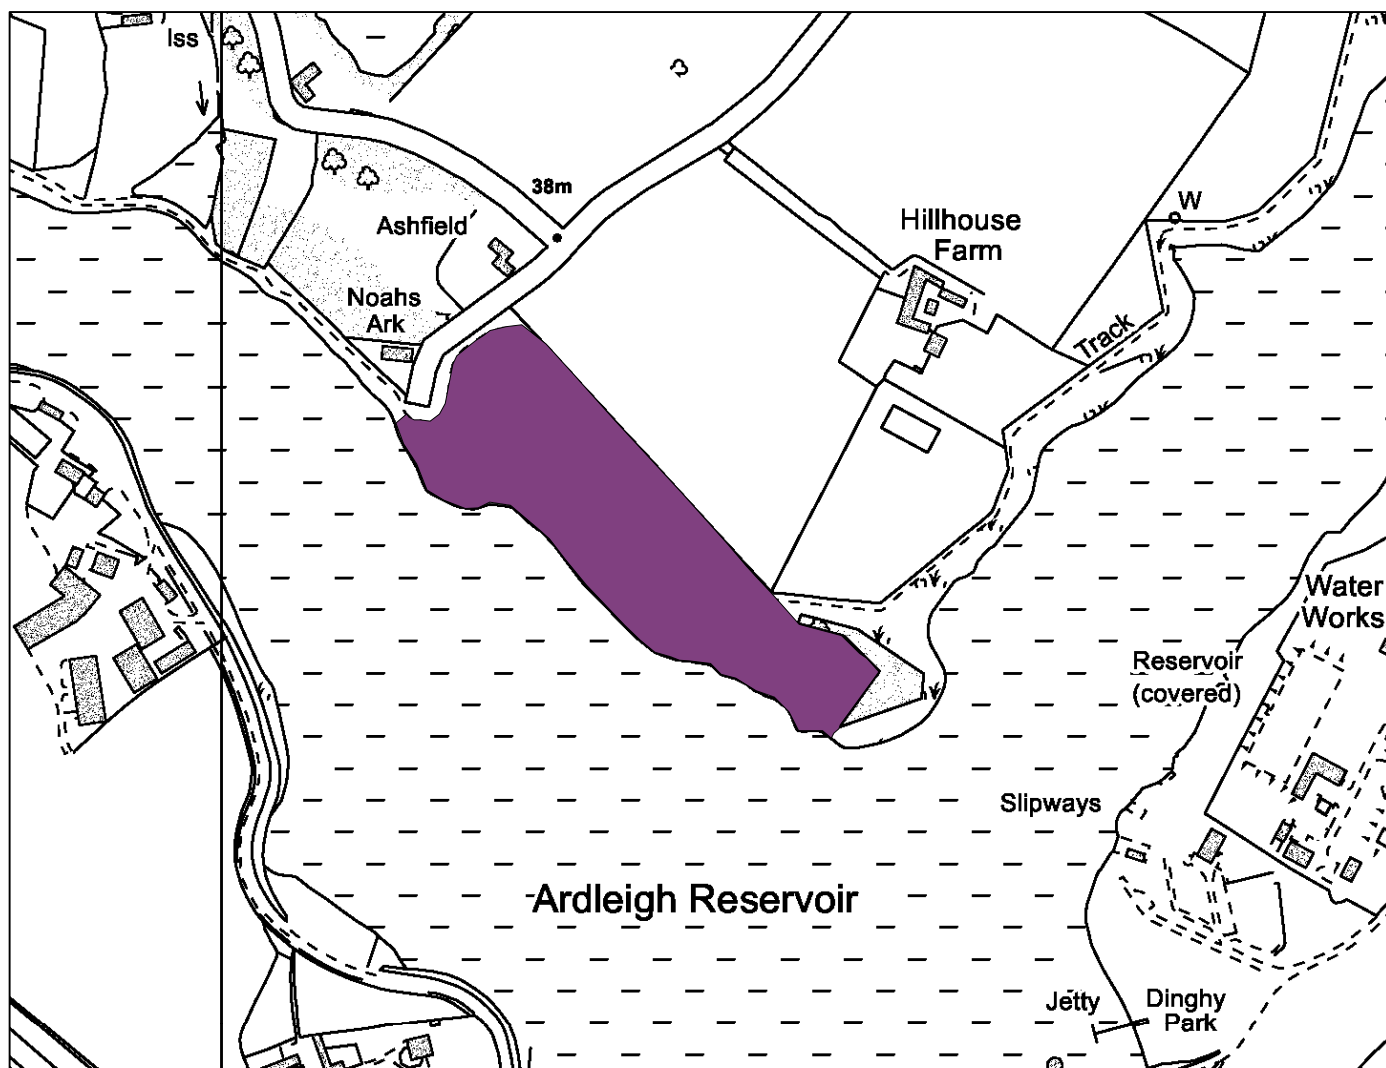 Iss
38m
Ashfield
Noahs
Ark
Hillhouse
Farm
W
Track
Water
Works
Reservoir
(covered)
Slipways
Ardleigh Reservoir
Jetty
Dinghy
Park